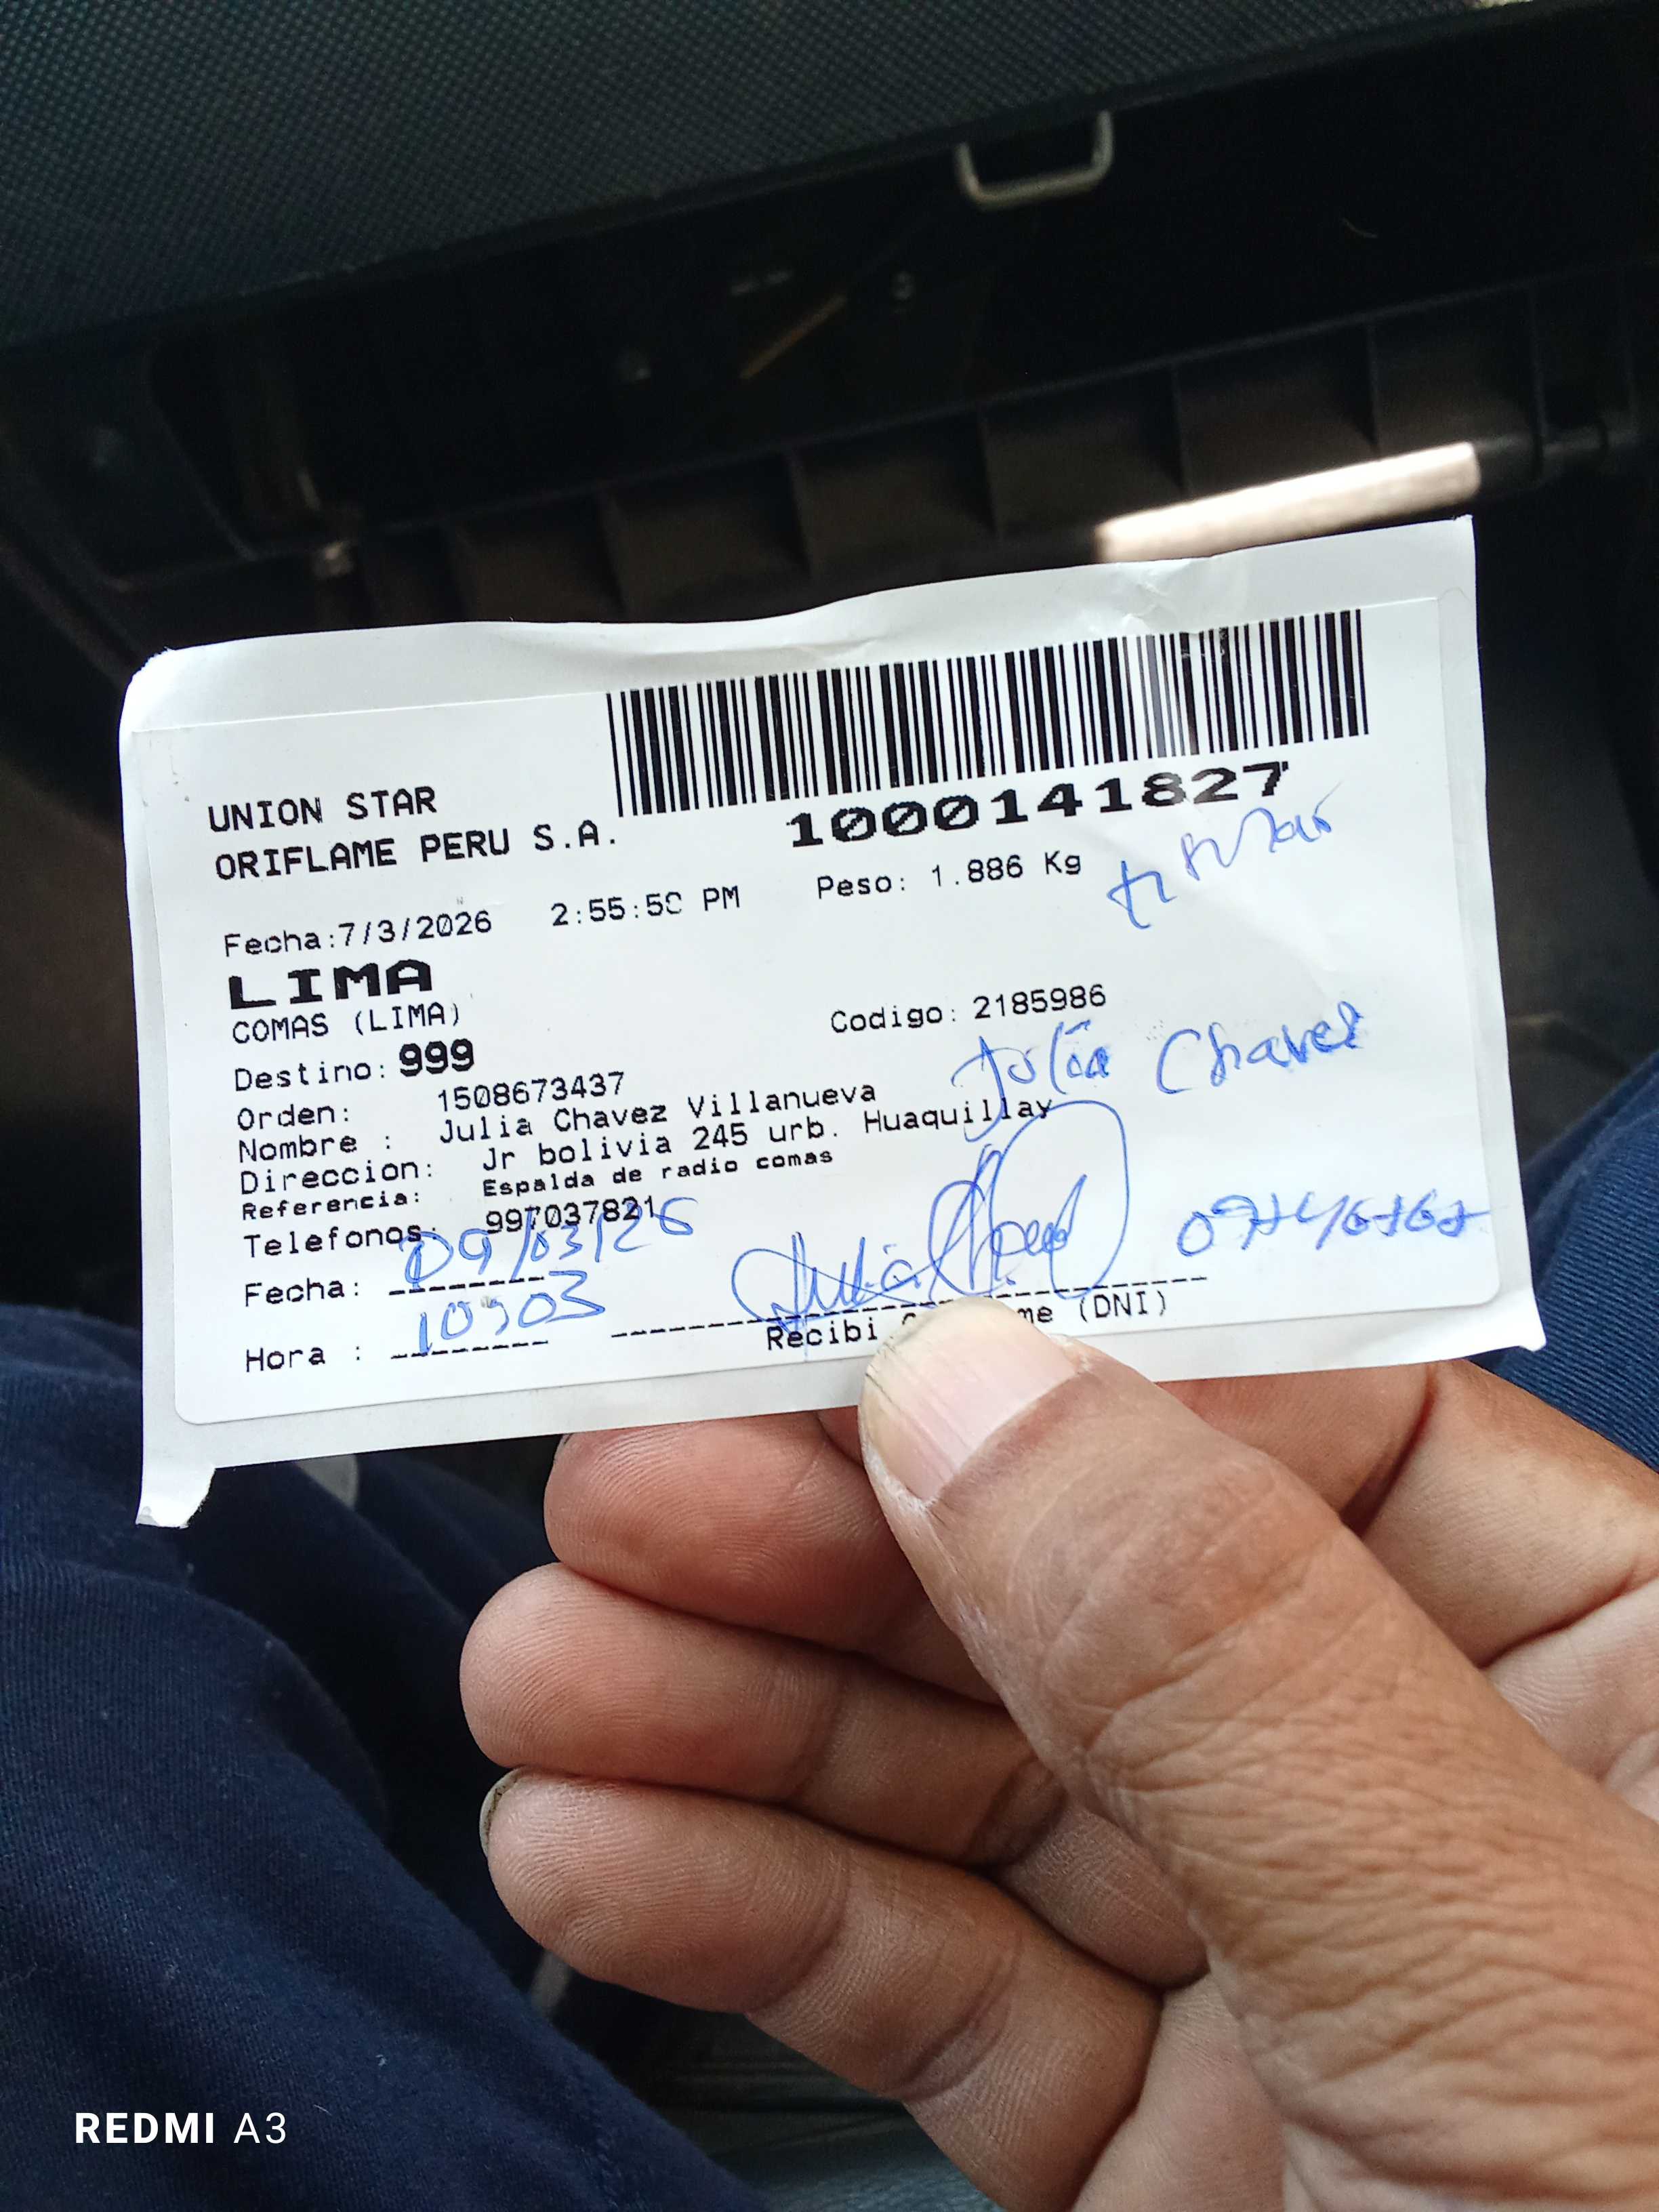 1000141827
UNION STAR
ORIFLAME PERU S.A.
Fecha:7/3/2026 2:55:50 PM Peso: 1.886 Kg
LIMA
COMAS (LIMA)
Destino: 999 Codigo: 2185986
Orden: 1508673437
Julia Chavez
Nombre : Julia Chavez Villanueva
Direccion: Jr bolivia 245 urb. Huaquillay
Referencia: Espalda de radio comas
Telefonos: 997037821
Fecha: 09/03/26
Hora : 10:03
Recibi (DNI)
REDMI A3